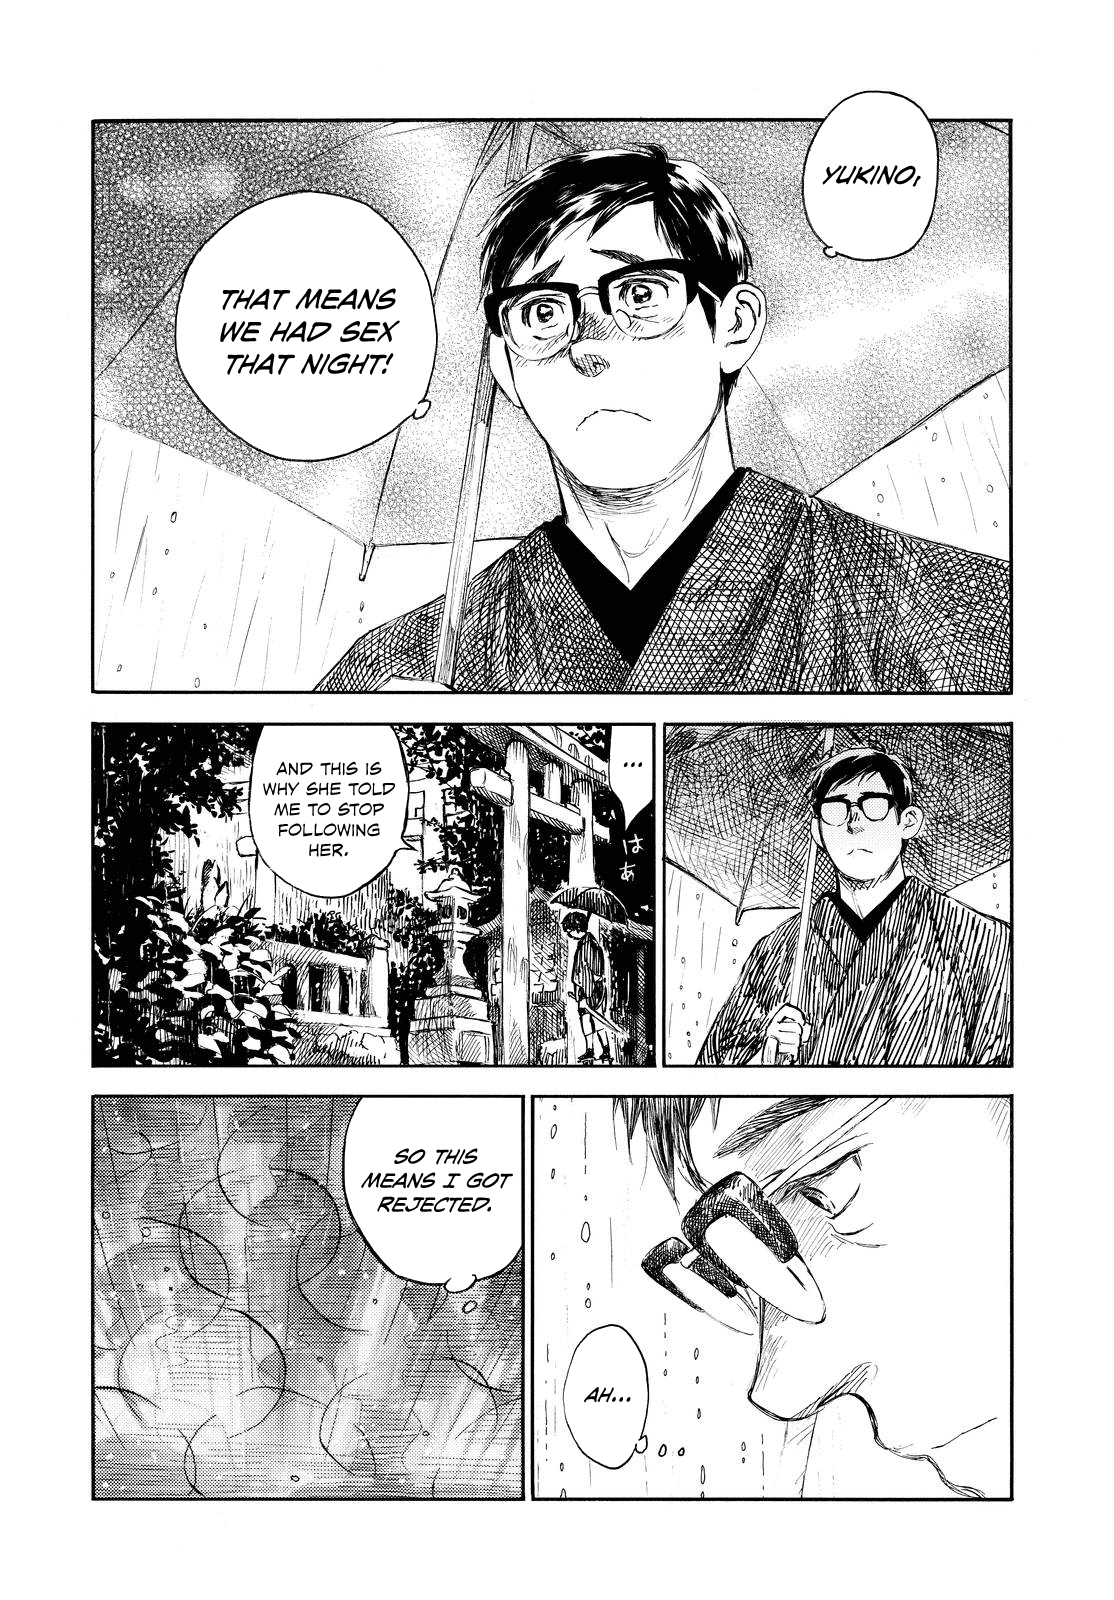 YUKINO,
THAT MEANS
WE HAD SEX
THAT NIGHT!
...
はぁ
AND THIS IS
WHY SHE TOLD
ME TO STOP
FOLLOWING
HER.
AH...
SO THIS
MEANS I GOT
REJECTED.